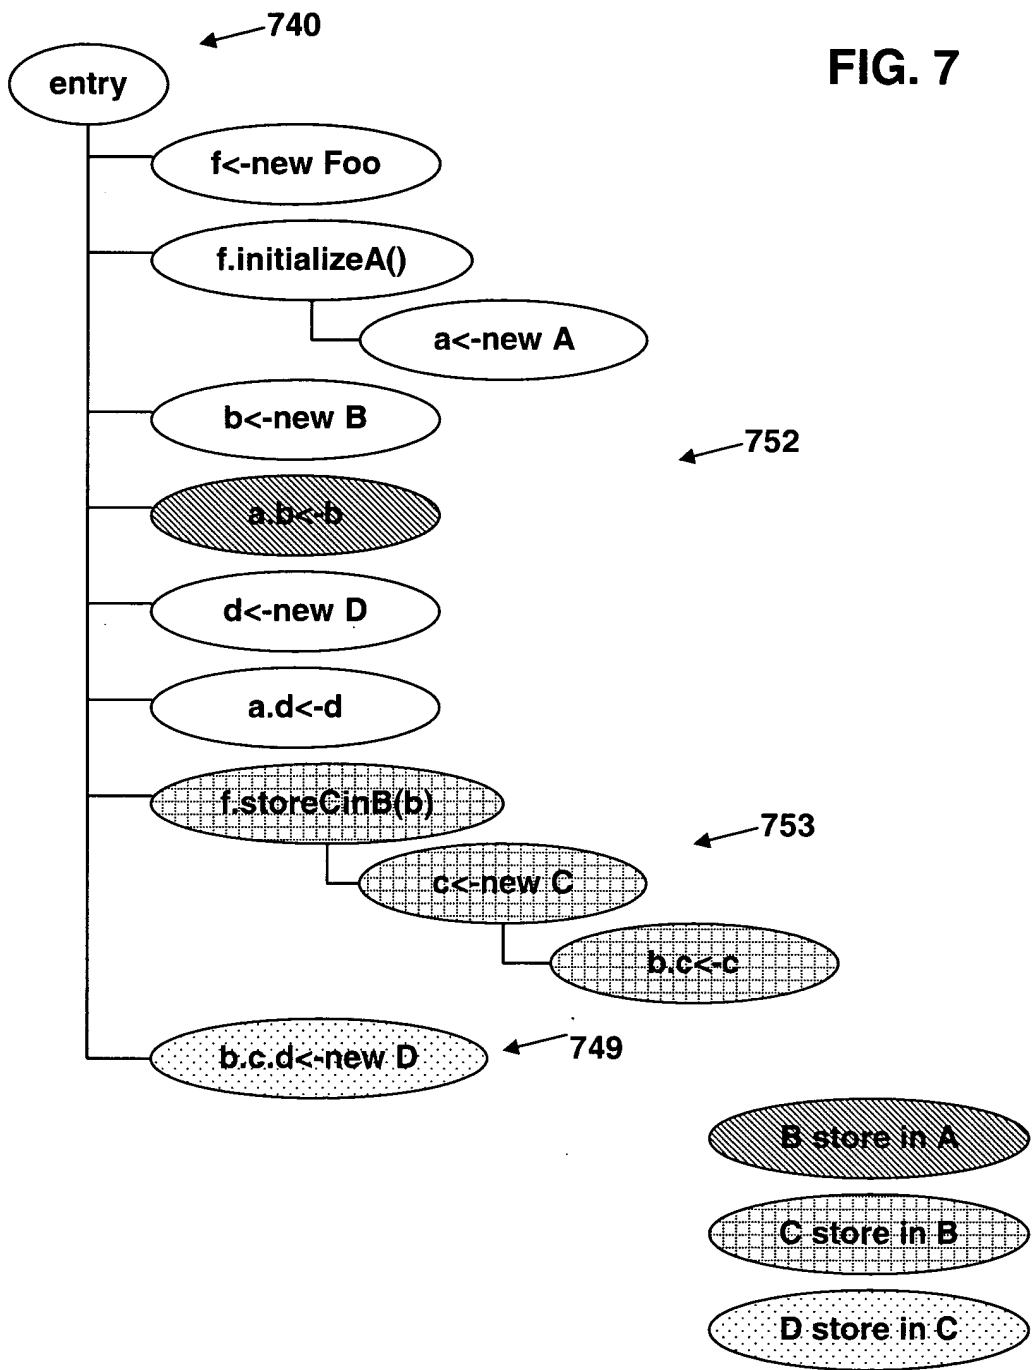 740
FIG. 7
entry
f<-new Foo
f.initializeA()
a<-new A
b<-new B
752
a.b<-b
d<-new D
a.d<-d
f.storeCinB(b)
753
c<-new C
b.c<-c
b.c.d<-new D
749
B store in A
C store in B
D store in C